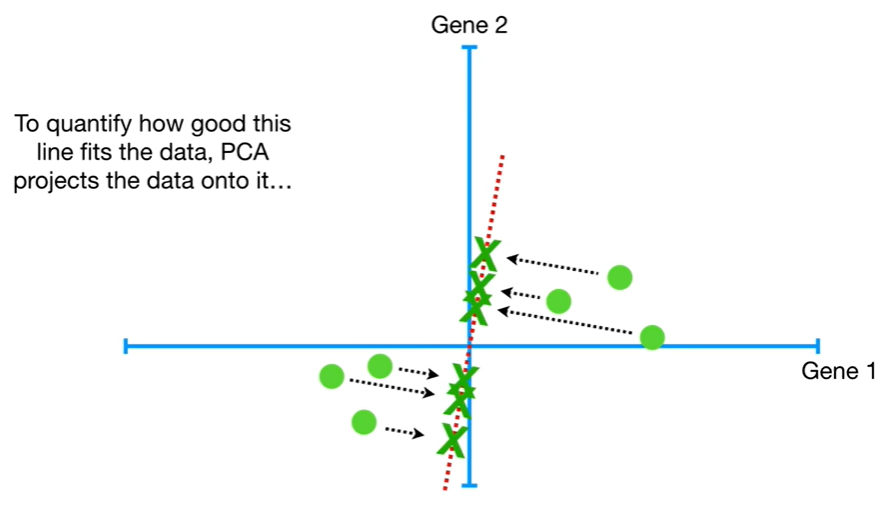 Gene 2
To quantify how good this
line fits the data, PCA
projects the data onto it…
Gene 1